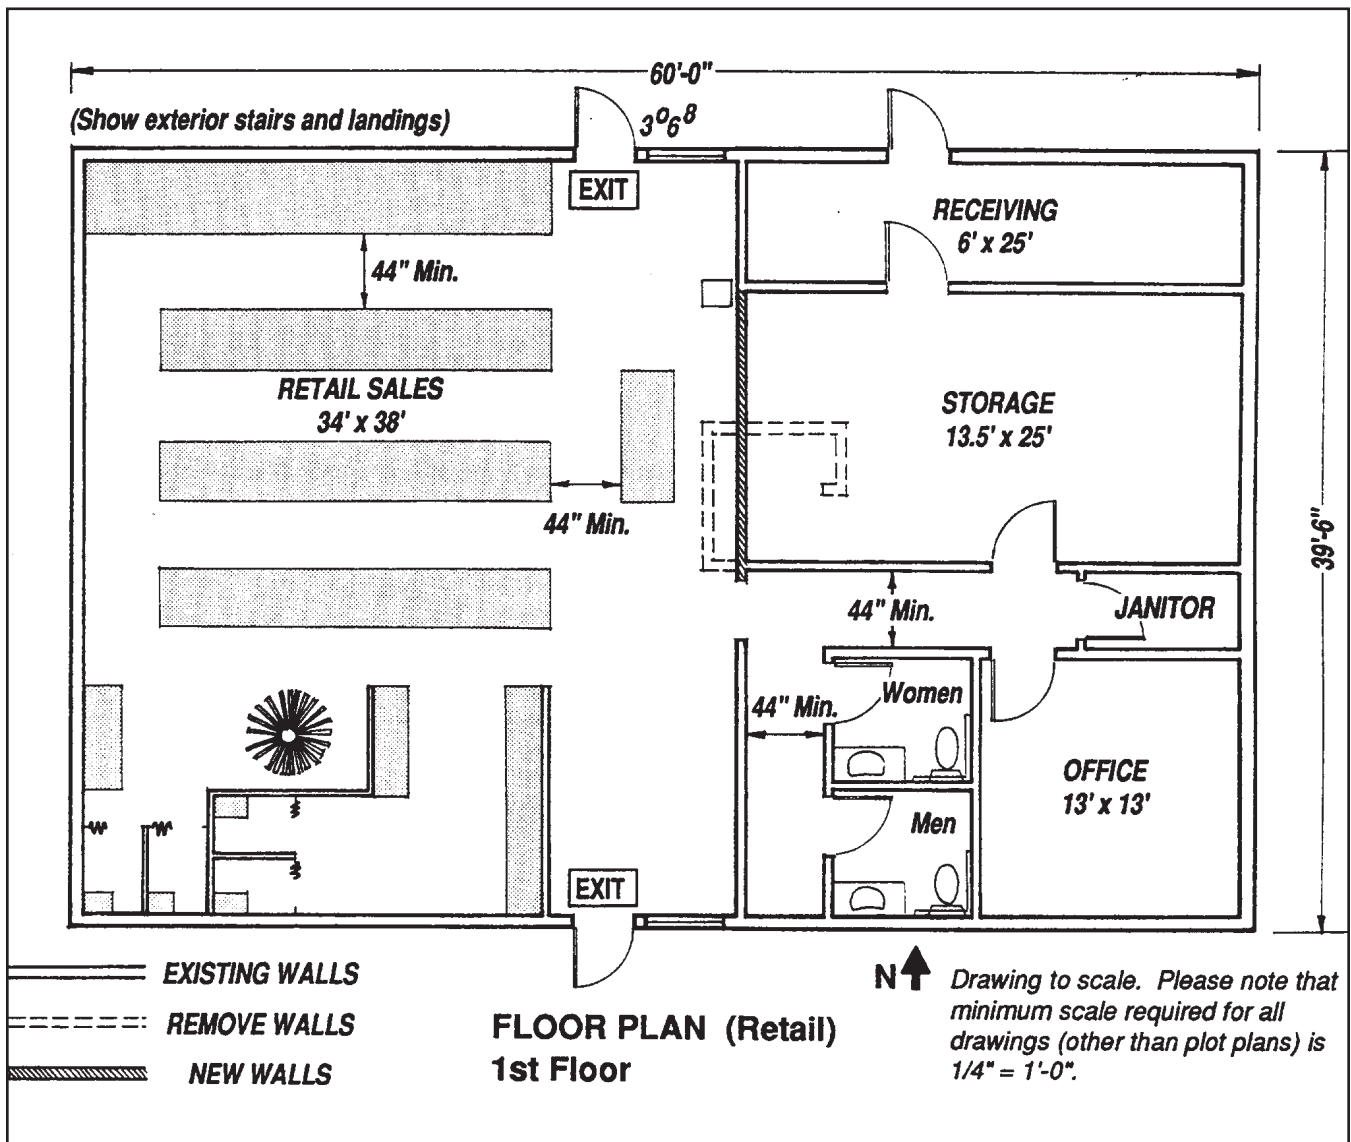 60'-0"
(Show exterior stairs and landings)
3⁰6⁸
EXIT
RECEIVING
6' x 25'
44" Min.
RETAIL SALES
34' x 38'
STORAGE
13.5' x 25'
44" Min.
39'-6"
44" Min.
JANITOR
Women
44" Min.
OFFICE
13' x 13'
Men
EXIT
EXISTING WALLS
REMOVE WALLS
NEW WALLS
FLOOR PLAN (Retail)
1st Floor
N
Drawing to scale. Please note that
minimum scale required for all
drawings (other than plot plans) is
1/4" = 1'-0".